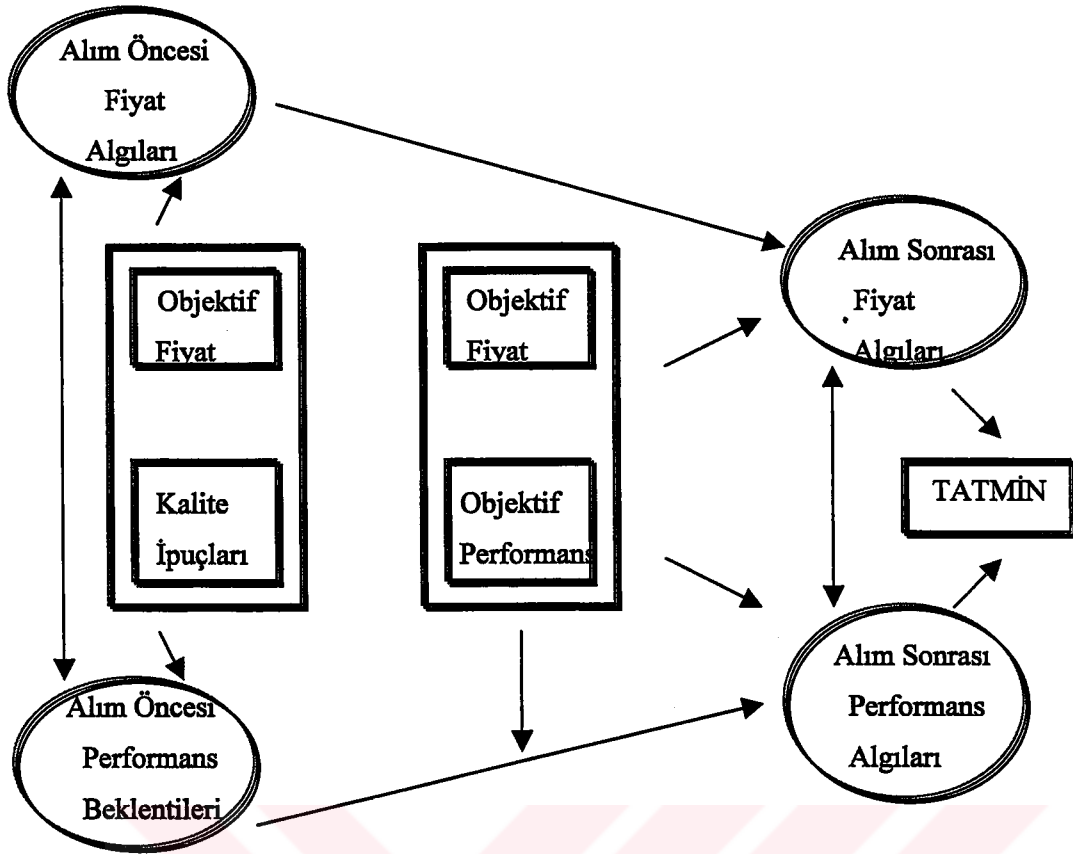 Alım Öncesi
Fiyat
Algıları
Objektif
Fiyat
Kalite
İpuçları
Alım Öncesi
Performans
Beklentileri
Objektif
Fiyat
Objektif
Performans
Alım Sonrası
Fiyat
Algıları
TATMİN
Alım Sonrası
Performans
Algıları